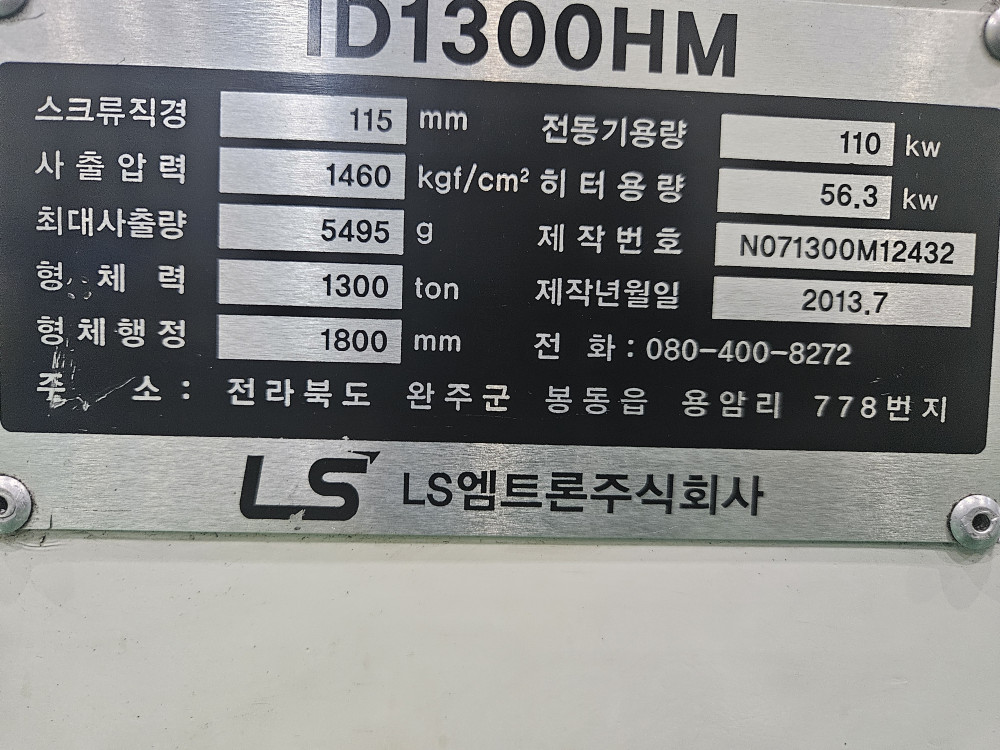 ID1300HM
스크류직경 115 mm 전동기용량 110 kw
사출압력 1460 kgf/cm² 히터용량 56.3 kw
최대사출량 5495 g 제작번호 N071300M12432
형체력 1300 ton 제작년월일 2013.7
형체행정 1800 mm 전화:080-400-8272
주소: 전라북도 완주군 봉동읍 용암리 778번지
LS LS엠트론주식회사